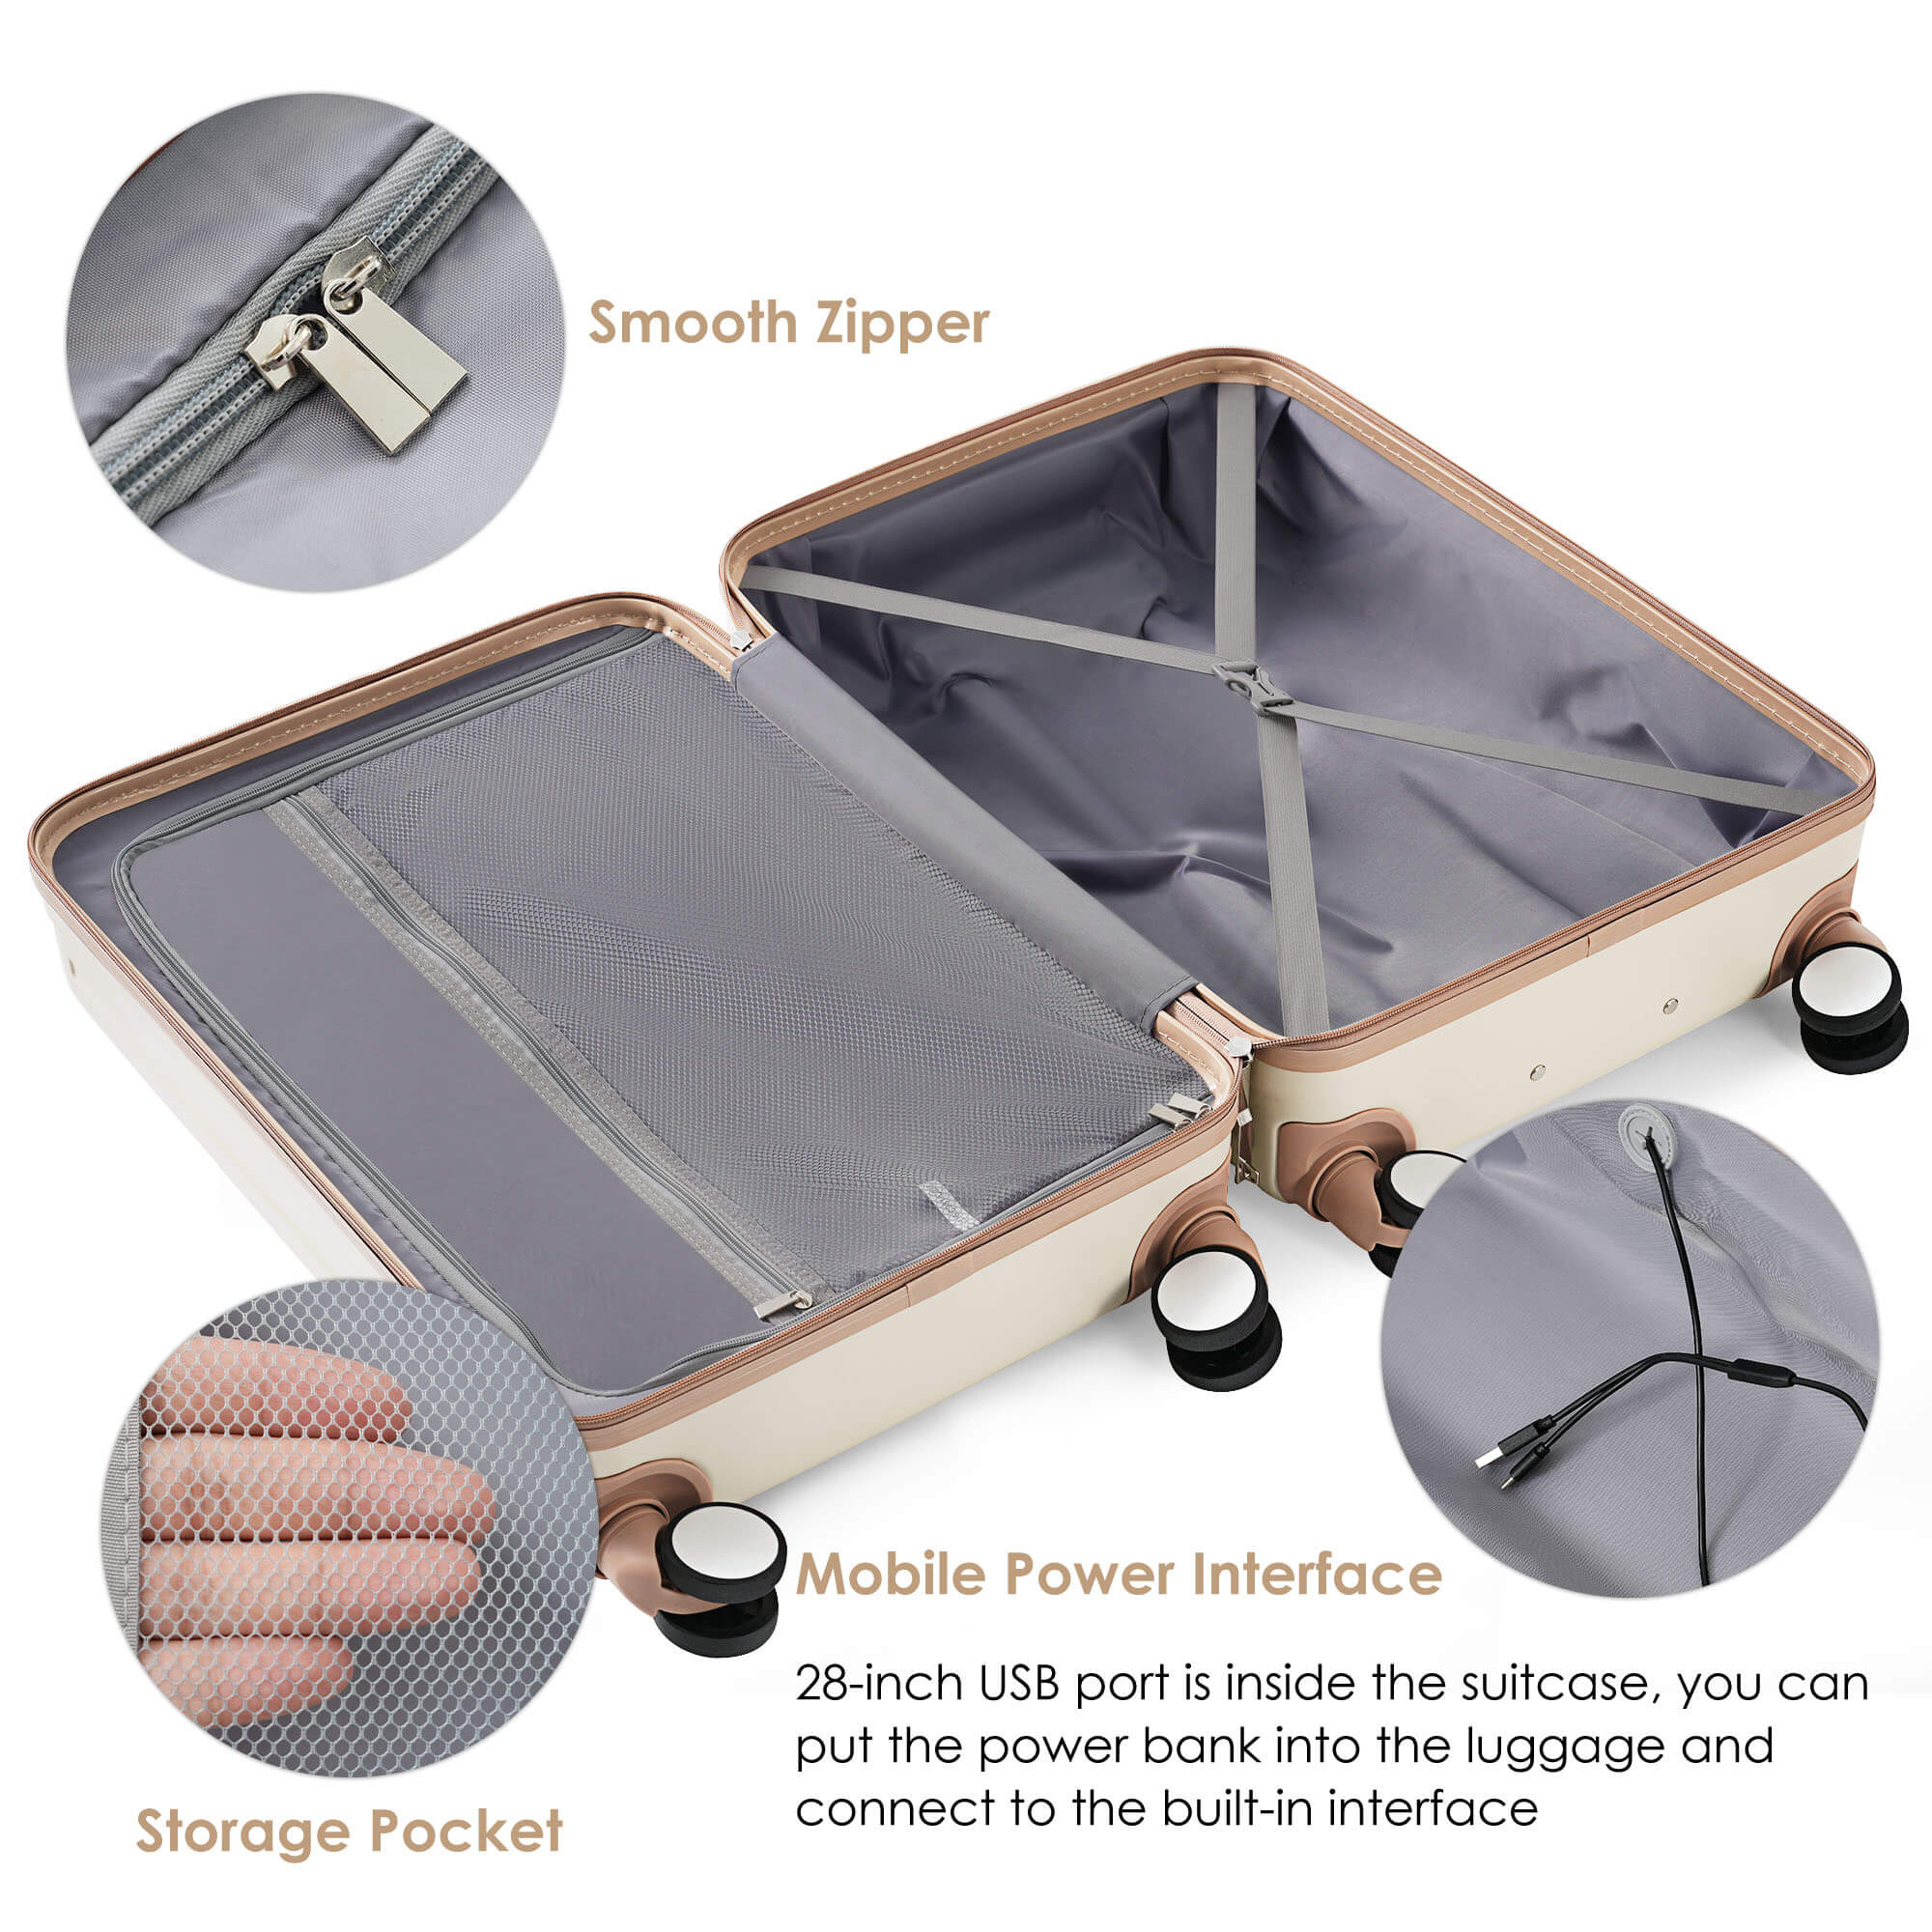 Smooth Zipper
Mobile Power Interface
28-inch USB port is inside the suitcase, you can
put the power bank into the luggage and
connect to the built-in interface
Storage Pocket